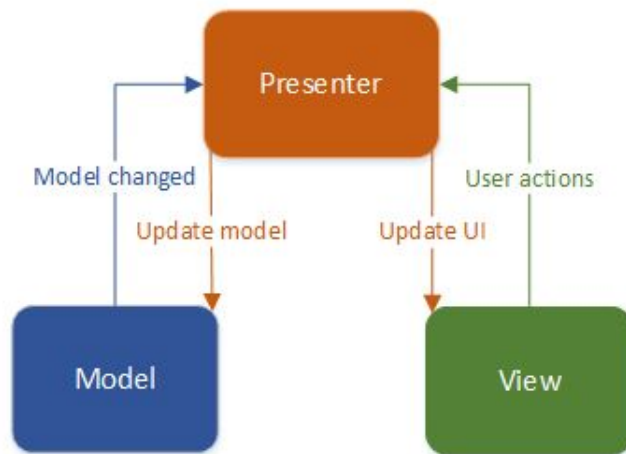 Presenter
Model changed
User actions
Update model
Update UI
Model
View